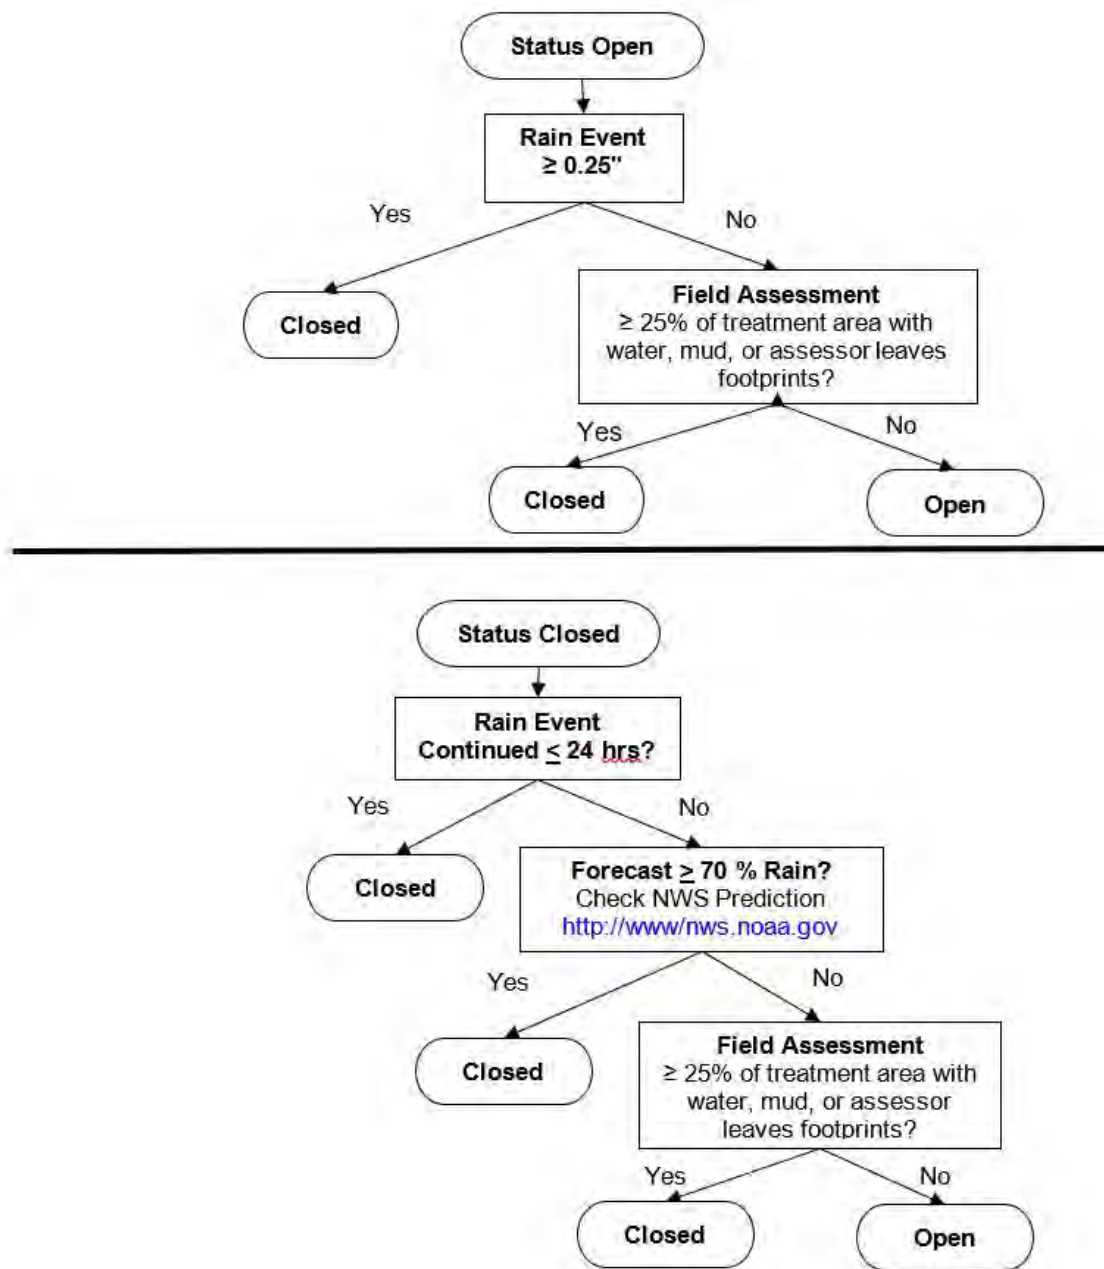 Status Open
Rain Event
≥ 0.25"
Yes
No
Closed
Field Assessment
≥ 25% of treatment area with
water, mud, or assessor leaves
footprints?
Yes
No
Closed
Open
Status Closed
Rain Event
Continued ≤ 24 hrs?
Yes
No
Closed
Forecast ≥ 70 % Rain?
Check NWS Prediction
http://www/nws.noaa.gov
Yes
No
Closed
Field Assessment
≥ 25% of treatment area with
water, mud, or assessor
leaves footprints?
Yes
No
Closed
Open